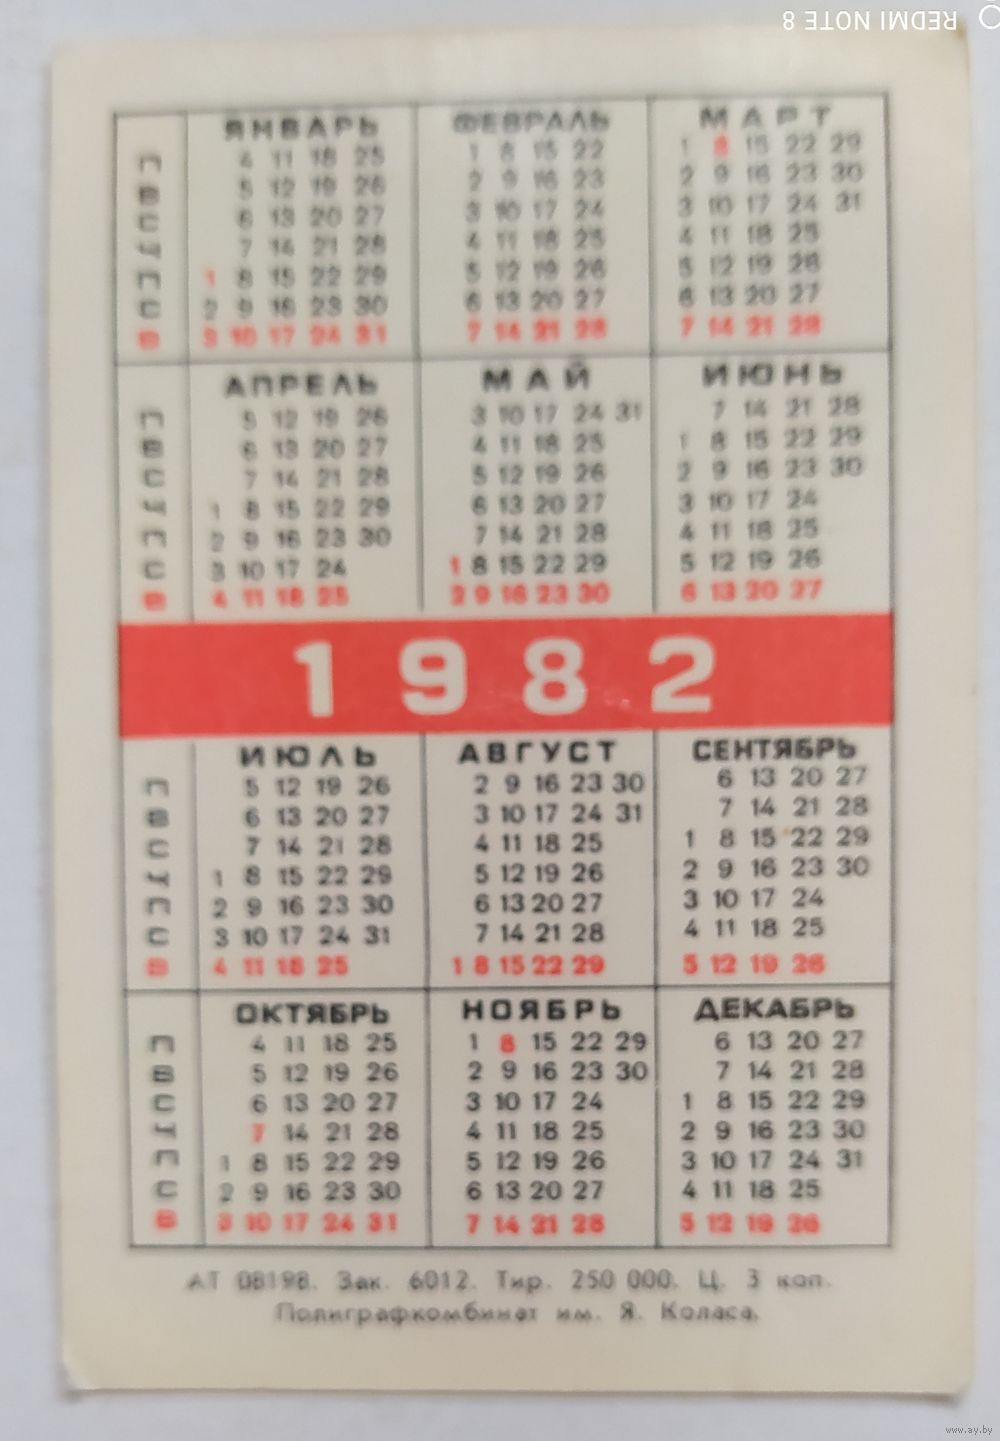 REDMI NOTE 8
ЯНВАРЬ ФЕВРАЛЬ МАРТ
П 4 11 18 25 1 8 15 22 1 8 15 22 29
В 5 12 19 26 2 9 16 23 2 9 16 23 30
С 6 13 20 27 3 10 17 24 3 10 17 24 31
Ч 7 14 21 28 4 11 18 25 4 11 18 25
П 1 8 15 22 29 5 12 19 26 5 12 19 26
С 2 9 16 23 30 6 13 20 27 6 13 20 27
В 3 10 17 24 31 7 14 21 28 7 14 21 28
АПРЕЛЬ МАЙ ИЮНЬ
П 5 12 19 26 3 10 17 24 31 7 14 21 28
В 6 13 20 27 4 11 18 25 1 8 15 22 29
С 7 14 21 28 5 12 19 26 2 9 16 23 30
Ч 1 8 15 22 29 6 13 20 27 3 10 17 24
П 2 9 16 23 30 7 14 21 28 4 11 18 25
С 3 10 17 24 1 8 15 22 29 5 12 19 26
В 4 11 18 25 2 9 16 23 30 6 13 20 27
1982
ИЮЛЬ АВГУСТ СЕНТЯБРЬ
П 5 12 19 26 2 9 16 23 30 6 13 20 27
В 6 13 20 27 3 10 17 24 31 7 14 21 28
С 7 14 21 28 4 11 18 25 1 8 15 22 29
Ч 1 8 15 22 29 5 12 19 26 2 9 16 23 30
П 2 9 16 23 30 6 13 20 27 3 10 17 24
С 3 10 17 24 31 7 14 21 28 4 11 18 25
В 4 11 18 25 1 8 15 22 29 5 12 19 26
ОКТЯБРЬ НОЯБРЬ ДЕКАБРЬ
П 4 11 18 25 1 8 15 22 29 6 13 20 27
В 5 12 19 26 2 9 16 23 30 7 14 21 28
С 6 13 20 27 3 10 17 24 1 8 15 22 29
Ч 7 14 21 28 4 11 18 25 2 9 16 23 30
П 1 8 15 22 29 5 12 19 26 3 10 17 24 31
С 2 9 16 23 30 6 13 20 27 4 11 18 25
В 3 10 17 24 31 7 14 21 28 5 12 19 26
АТ 08198. Зак. 6012. Тир. 250 000. Ц. 3 коп.
Полиграфкомбинат им. Я. Коласа.
www.ay.by